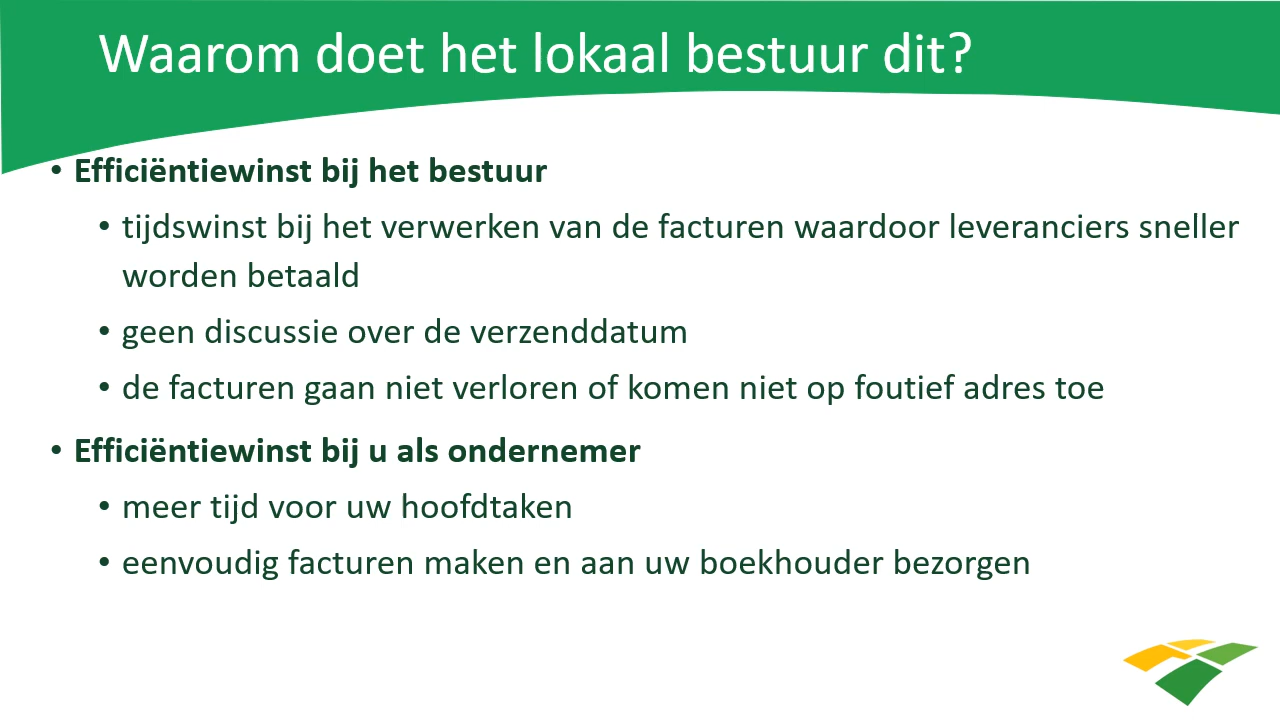 Waarom doet het lokaal bestuur dit?
• Efficiëntiewinst bij het bestuur
• tijdswinst bij het verwerken van de facturen waardoor leveranciers sneller
worden betaald
• geen discussie over de verzenddatum
• de facturen gaan niet verloren of komen niet op foutief adres toe
• Efficiëntiewinst bij u als ondernemer
• meer tijd voor uw hoofdtaken
• eenvoudig facturen maken en aan uw boekhouder bezorgen